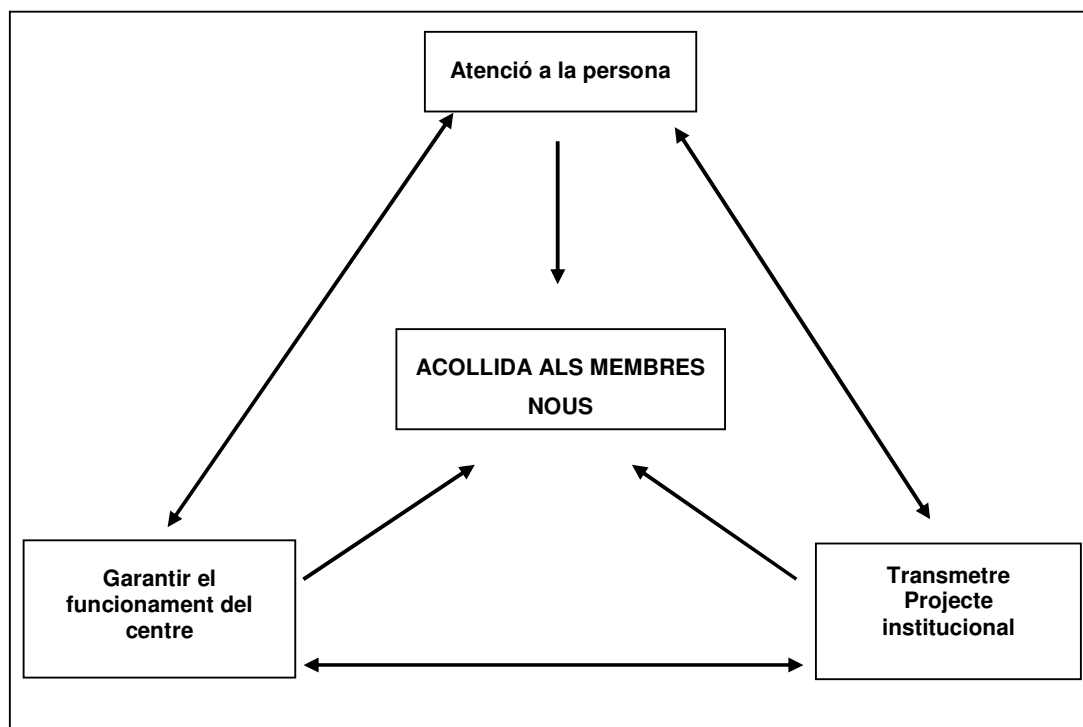 Atenció a la persona
ACOLLIDA ALS MEMBRES
NOUS
Garantir el
funcionament del
centre
Transmetre
Projecte
institucional